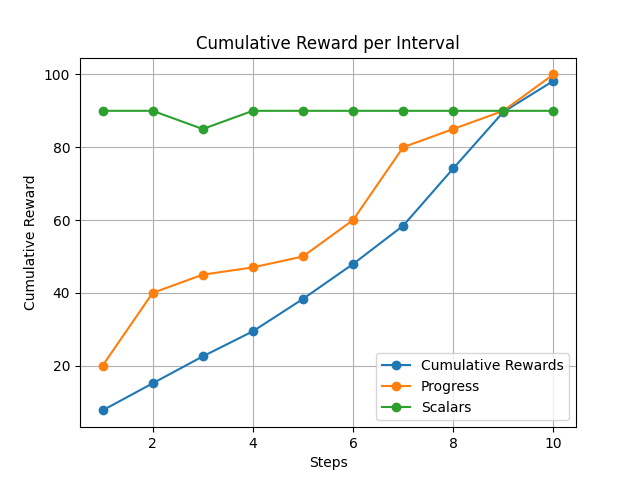 Cumulative Reward per Interval
100
80
60
40
20
Cumulative Reward
Cumulative Rewards
Progress
Scalars
2 4 6 8 10
Steps